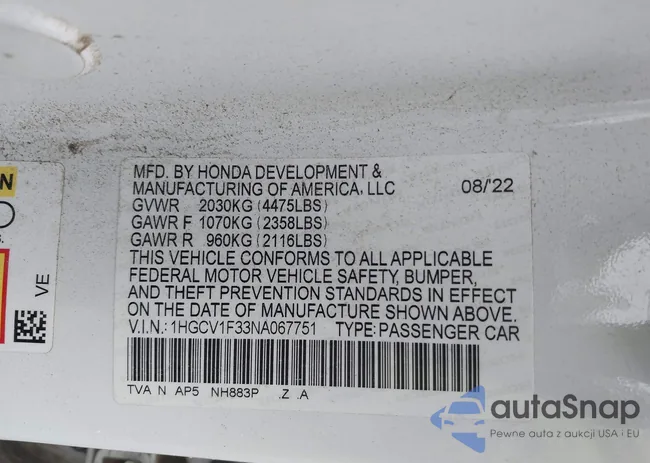 MFD. BY HONDA DEVELOPMENT &
MANUFACTURING OF AMERICA, LLC 08/'22
GVWR 2030KG (4475LBS)
GAWR F 1070KG (2358LBS)
GAWR R 960KG (2116LBS)
THIS VEHICLE CONFORMS TO ALL APPLICABLE
FEDERAL MOTOR VEHICLE SAFETY, BUMPER,
AND THEFT PREVENTION STANDARDS IN EFFECT
ON THE DATE OF MANUFACTURE SHOWN ABOVE.
V.I.N.: 1HGCV1F33NA067751 TYPE: PASSENGER CAR
TVA N AP5 NH883P .Z .A
VE
autaSnap
Pewne auta z aukcji USA i EU